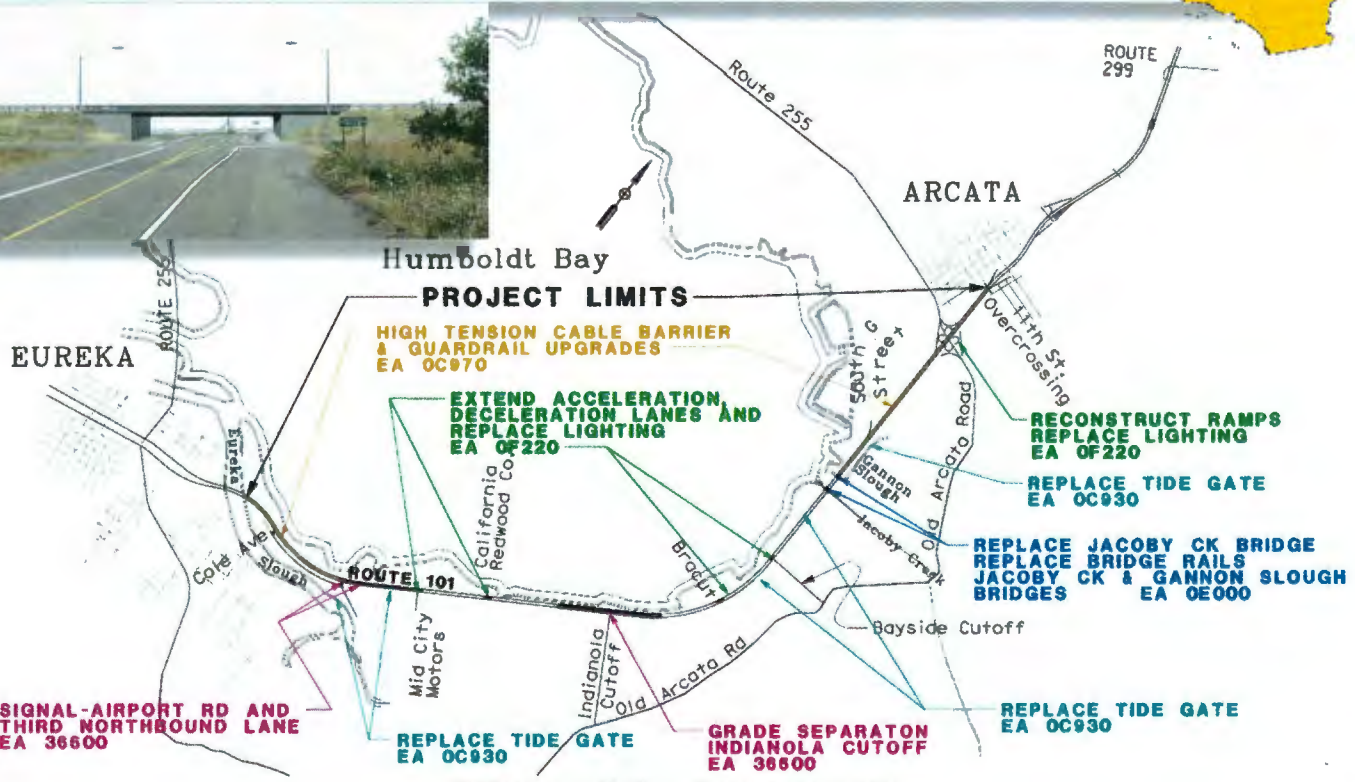 ROUTE
299
Route 255
ARCATA
Humboldt Bay
PROJECT LIMITS
ROUTE 255
EUREKA
HIGH TENSION CABLE BARRIER
& GUARDRAIL UPGRADES
EA 0C970
EXTEND ACCELERATION,
DECELERATION LANES AND
REPLACE LIGHTING
EA 0F220
South G
Street
11th St.
Overcrossing
RECONSTRUCT RAMPS
REPLACE LIGHTING
EA 0F220
Old Arcata Road
Gannon
Slough
REPLACE TIDE GATE
EA 0C930
Jacoby Creek
REPLACE JACOBY CK BRIDGE
REPLACE BRIDGE RAILS
JACOBY CK & GANNON SLOUGH
BRIDGES EA 0E000
Eureka
Slough
Cole Ave.
California
Redwood Co
Bracut
ROUTE 101
Mid City
Motors
Indianola
Cutoff
Old Arcata Rd
Bayside Cutoff
SIGNAL-AIRPORT RD AND
THIRD NORTHBOUND LANE
EA 36600
REPLACE TIDE GATE
EA 0C930
GRADE SEPARATON
INDIANOLA CUTOFF
EA 36600
REPLACE TIDE GATE
EA 0C930